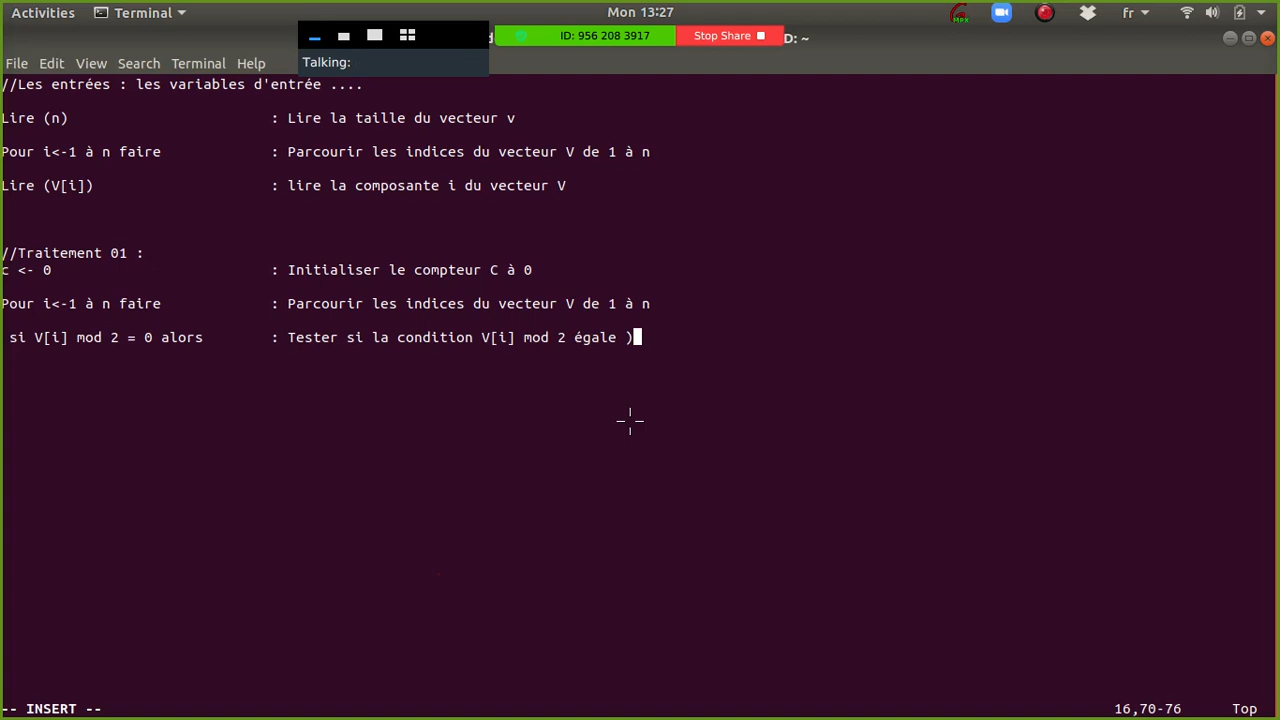 Activities Terminal Mon 13:27 MPX fr
ID: 956 208 3917 Stop Share D: ~
Talking:
File Edit View Search Terminal Help
//Les entrées : les variables d'entrée ....
Lire (n) : Lire la taille du vecteur v
Pour i<-1 à n faire : Parcourir les indices du vecteur V de 1 à n
Lire (V[i]) : lire la composante i du vecteur V
//Traitement 01 :
c <- 0 : Initialiser le compteur C à 0
Pour i<-1 à n faire : Parcourir les indices du vecteur V de 1 à n
si V[i] mod 2 = 0 alors : Tester si la condition V[i] mod 2 égale )
-- INSERT -- 16,70-76 Top